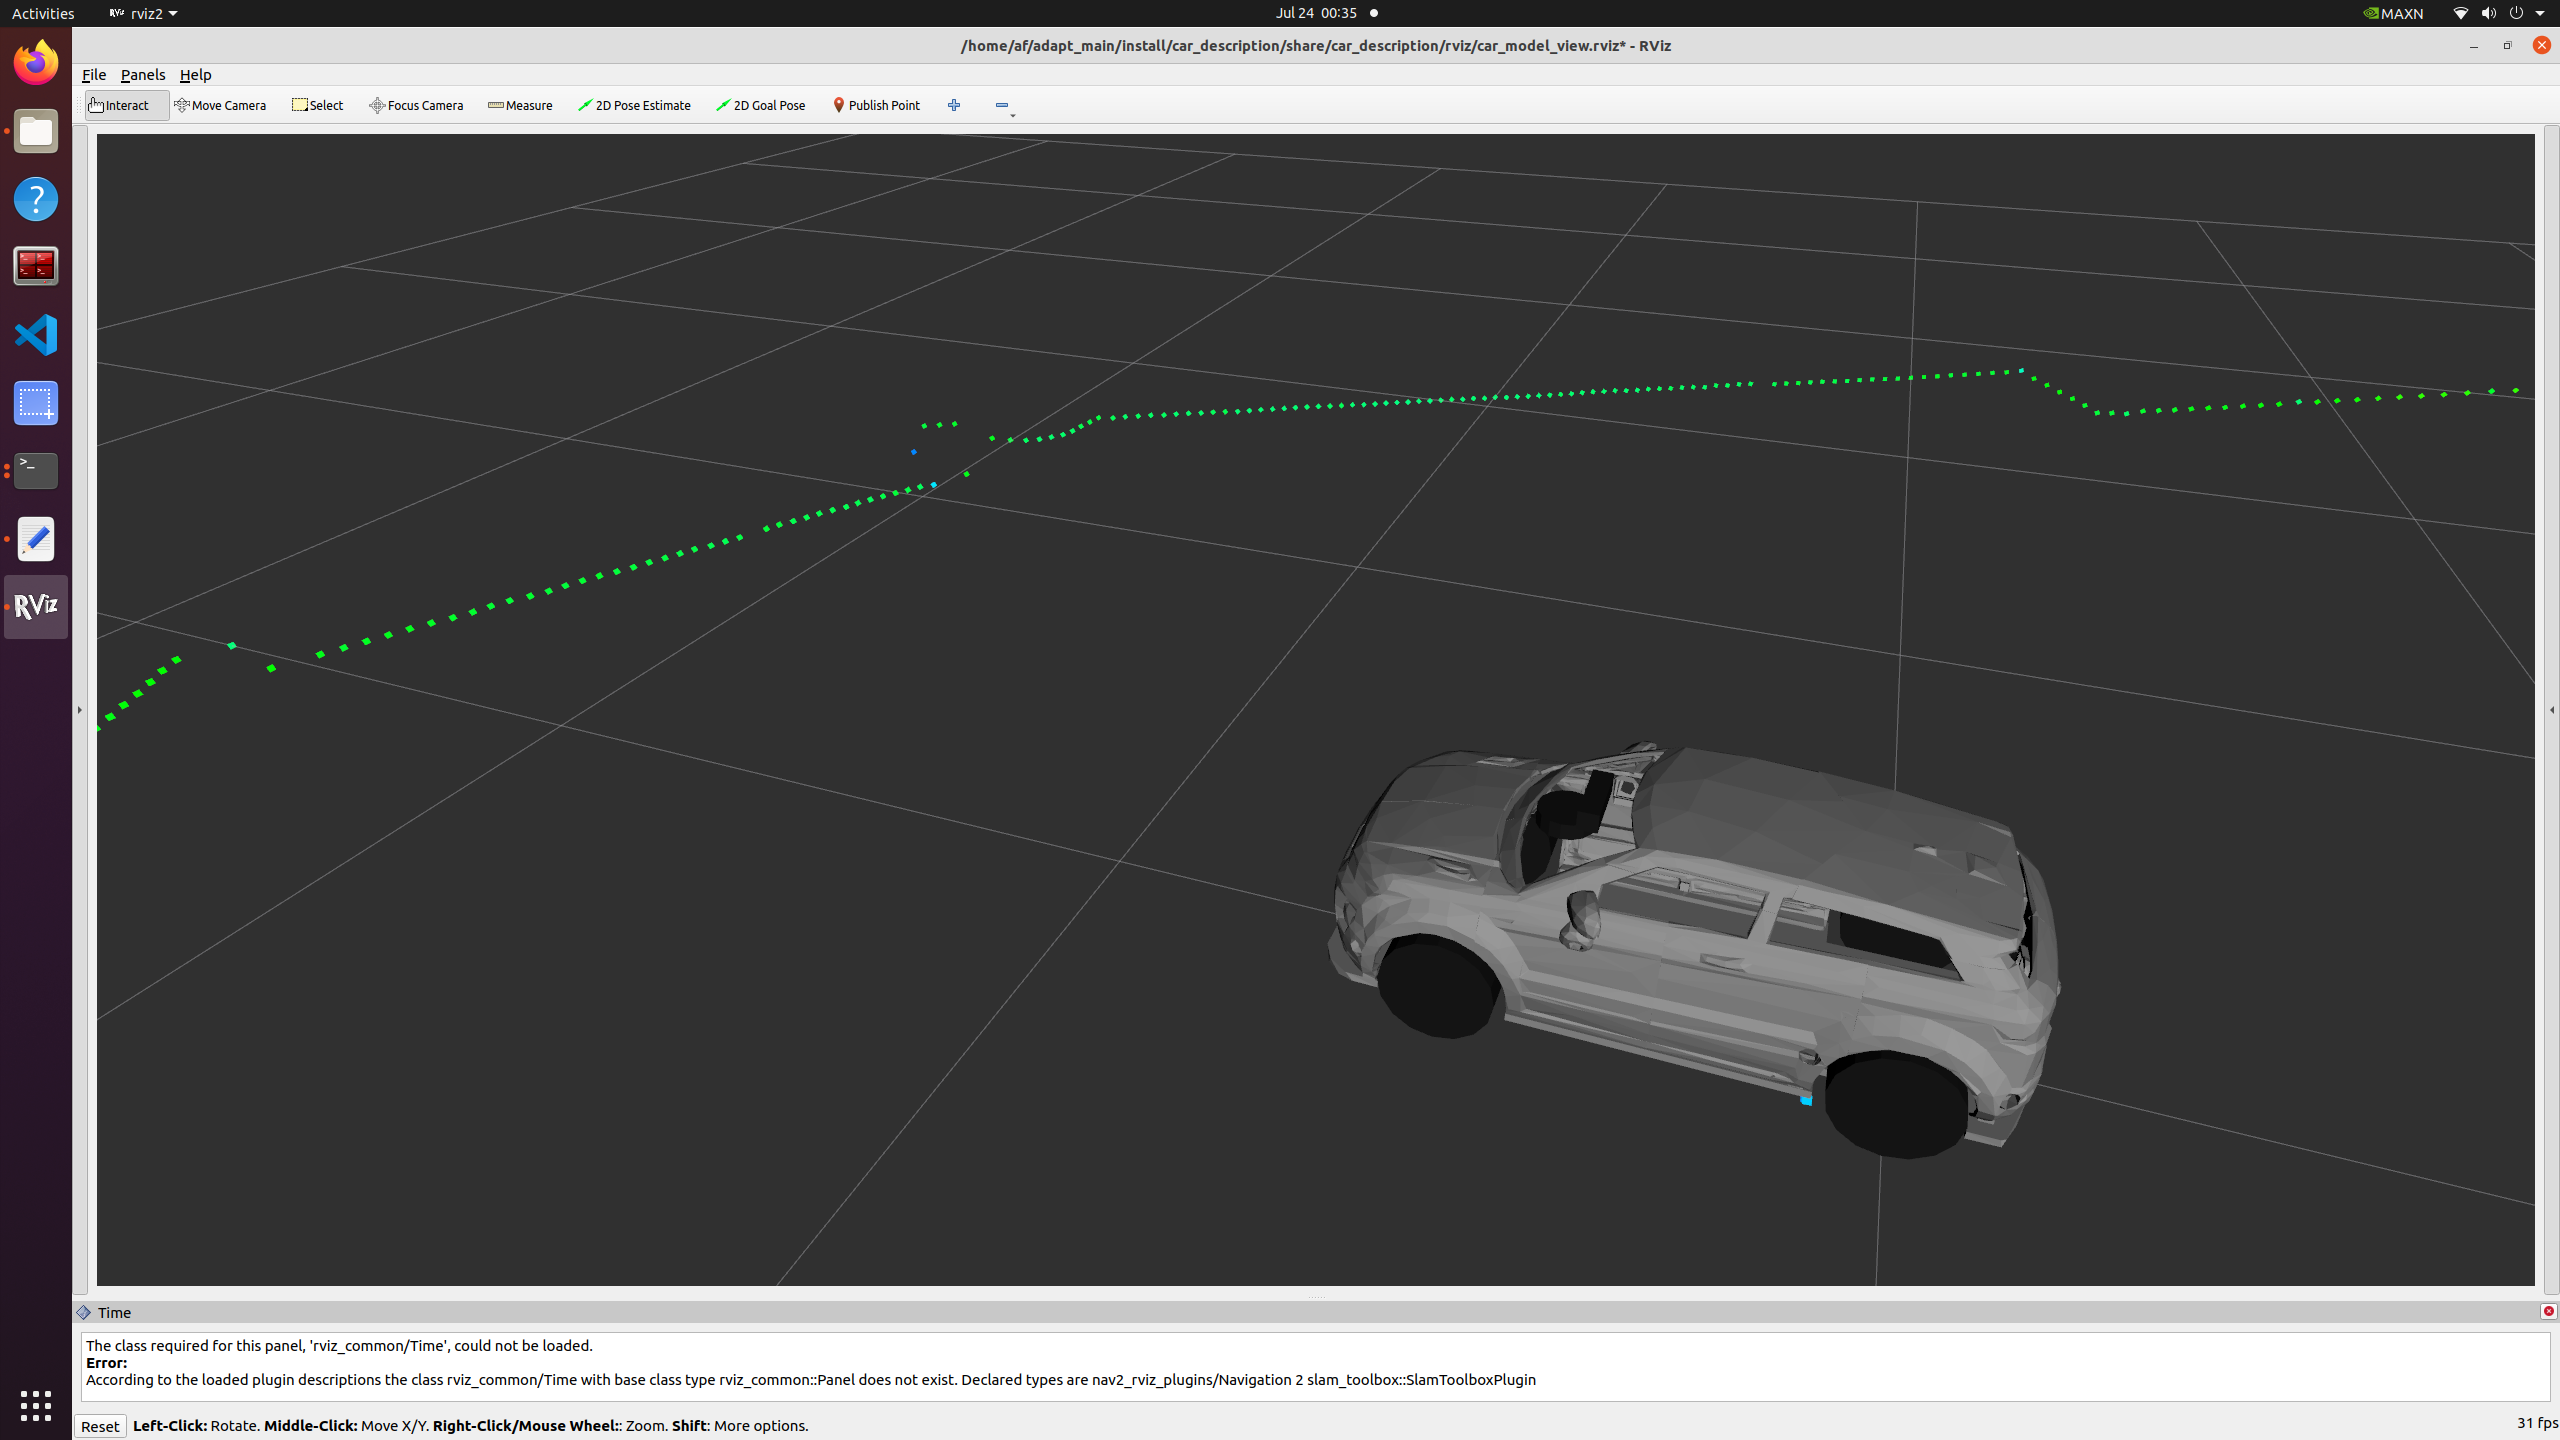 Activities RViz rviz2 Jul 24 00:35 MAXN
/home/af/adapt_main/install/car_description/share/car_description/rviz/car_model_view.rviz* - RViz
File Panels Help
Interact Move Camera Select Focus Camera Measure 2D Pose Estimate 2D Goal Pose Publish Point
RViz
Time
The class required for this panel, 'rviz_common/Time', could not be loaded.
Error:
According to the loaded plugin descriptions the class rviz_common/Time with base class type rviz_common::Panel does not exist. Declared types are nav2_rviz_plugins/Navigation 2 slam_toolbox::SlamToolboxPlugin
Reset Left-Click: Rotate. Middle-Click: Move X/Y. Right-Click/Mouse Wheel:: Zoom. Shift: More options. 31 fps